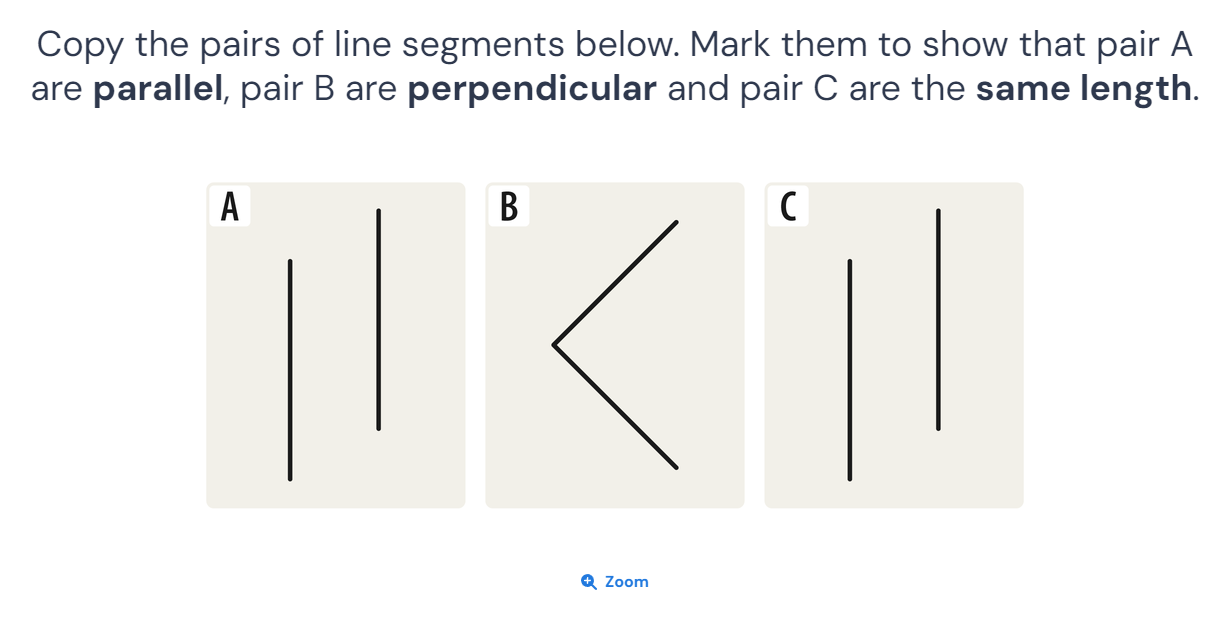 Copy the pairs of line segments below. Mark them to show that pair A
are parallel, pair B are perpendicular and pair C are the same length.
A
B
C
Zoom